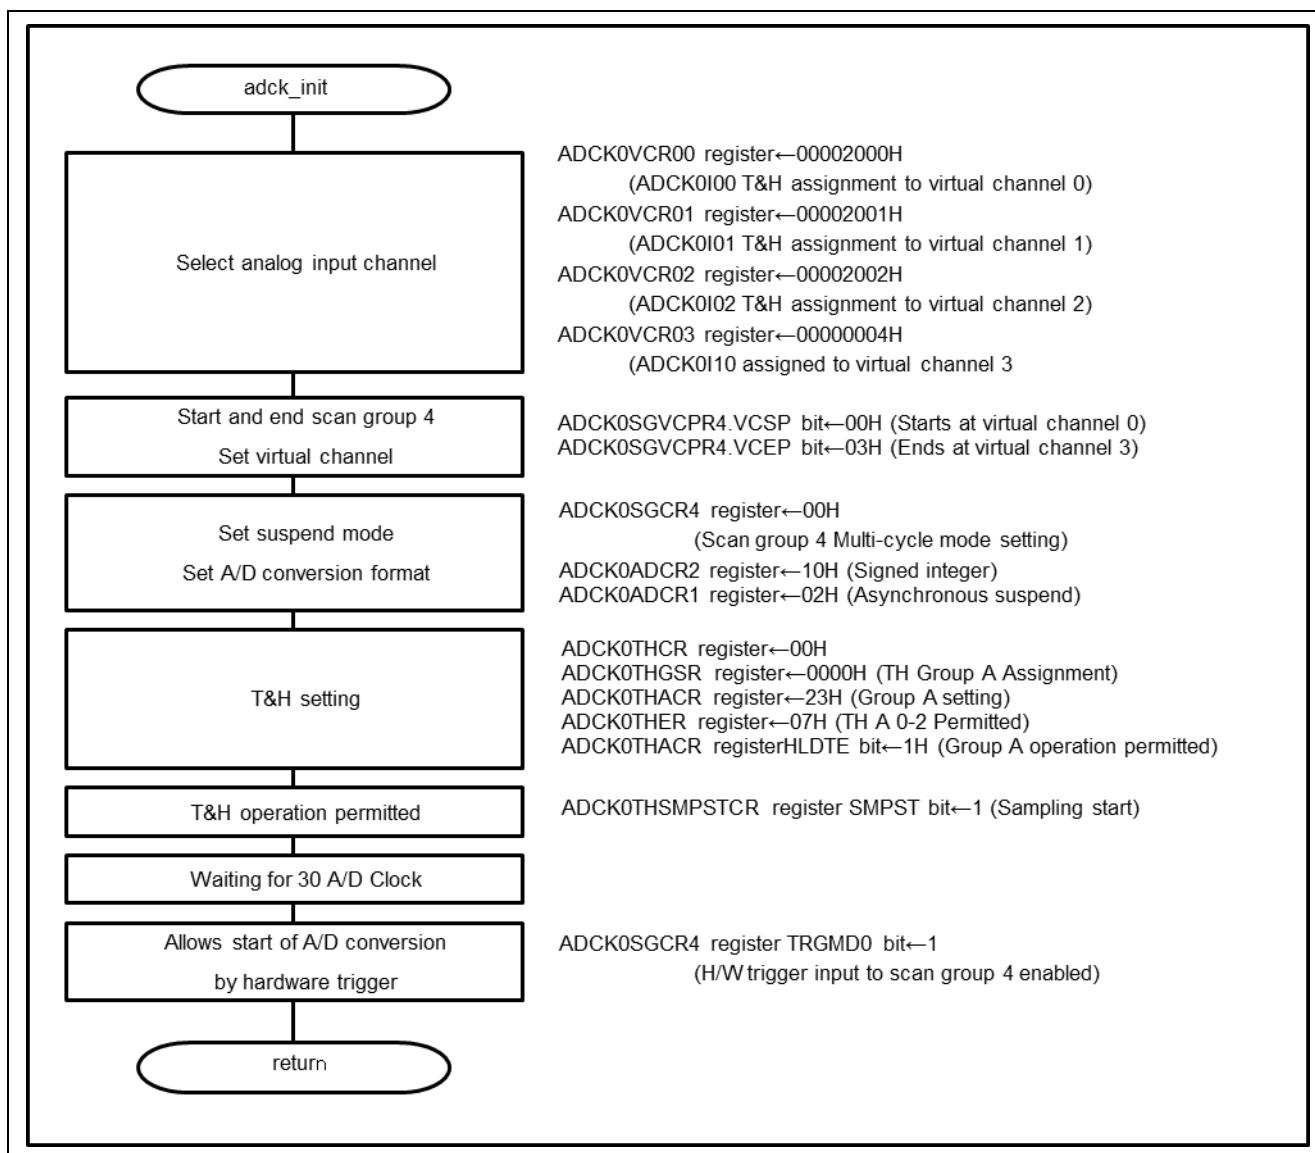 adck_init
Select analog input channel
ADCK0VCR00 register←00002000H
(ADCK0I00 T&H assignment to virtual channel 0)
ADCK0VCR01 register←00002001H
(ADCK0I01 T&H assignment to virtual channel 1)
ADCK0VCR02 register←00002002H
(ADCK0I02 T&H assignment to virtual channel 2)
ADCK0VCR03 register←00000004H
(ADCK0I10 assigned to virtual channel 3
Start and end scan group 4
Set virtual channel
ADCK0SGVCPR4.VCSP bit←00H (Starts at virtual channel 0)
ADCK0SGVCPR4.VCEP bit←03H (Ends at virtual channel 3)
Set suspend mode
Set A/D conversion format
ADCK0SGCR4 register←00H
(Scan group 4 Multi-cycle mode setting)
ADCK0ADCR2 register←10H (Signed integer)
ADCK0ADCR1 register←02H (Asynchronous suspend)
T&H setting
ADCK0THCR register←00H
ADCK0THGSR register←0000H (TH Group A Assignment)
ADCK0THACR register←23H (Group A setting)
ADCK0THER register←07H (TH A 0-2 Permitted)
ADCK0THACR registerHLDTE bit←1H (Group A operation permitted)
T&H operation permitted
ADCK0THSMPSTCR register SMPST bit←1 (Sampling start)
Waiting for 30 A/D Clock
Allows start of A/D conversion
by hardware trigger
ADCK0SGCR4 register TRGMD0 bit←1
(H/W trigger input to scan group 4 enabled)
return